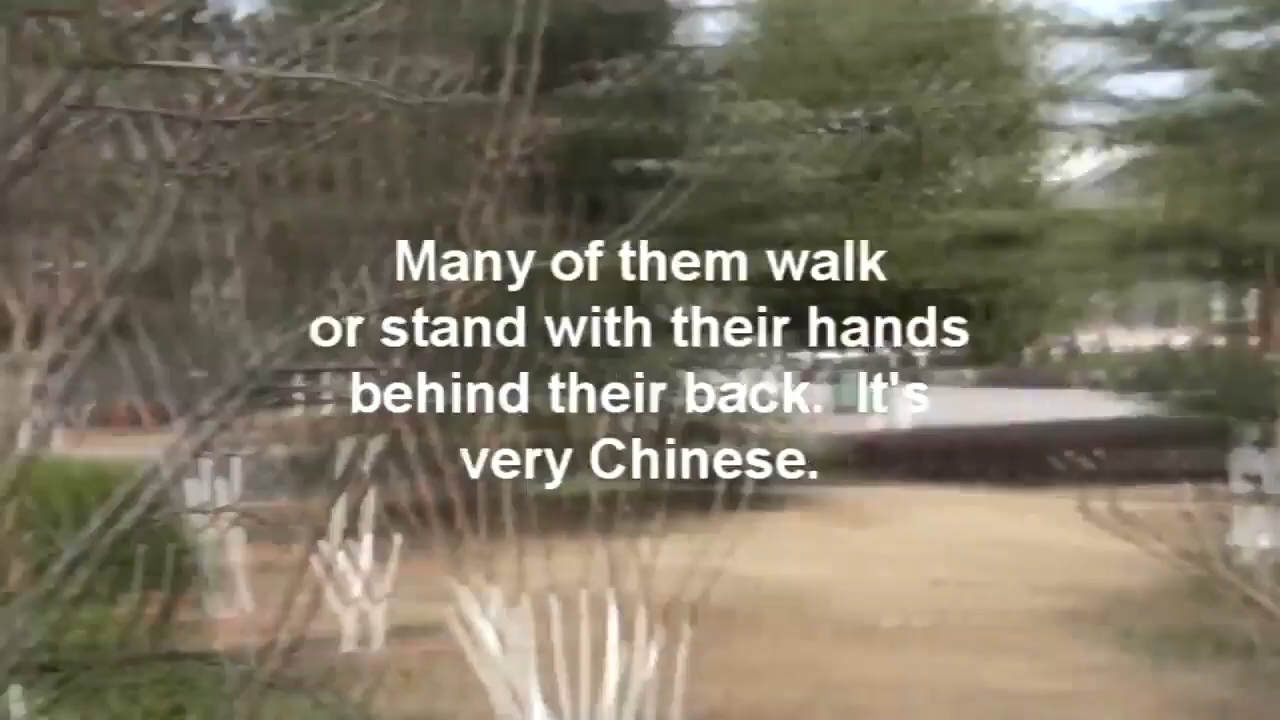 Many of them walk
or stand with their hands
behind their back.  It's
very Chinese.